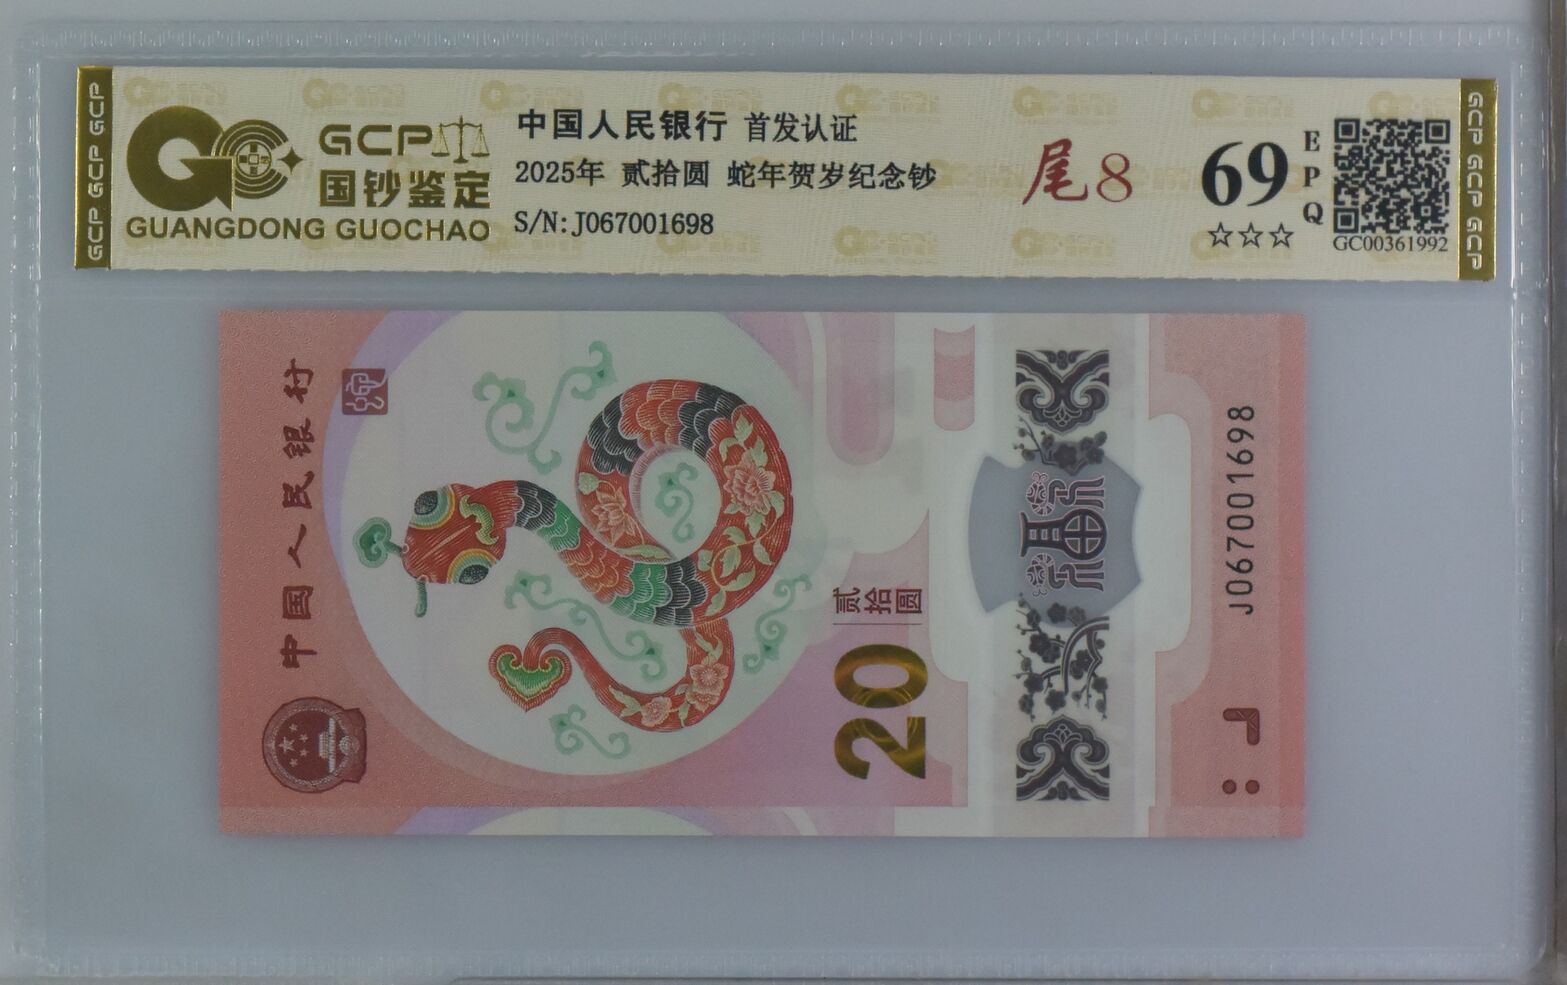 GCP GCP GCP
GCP
国钞鉴定
GUANGDONG GUOCHAO
中国人民银行 首发认证
2025年 贰拾圆 蛇年贺岁纪念钞
S/N:J067001698
尾8
69
EPQ
☆☆☆
GC00361992
GCP GCP GCP
中国人民银行
贰拾圆
20
J067001698